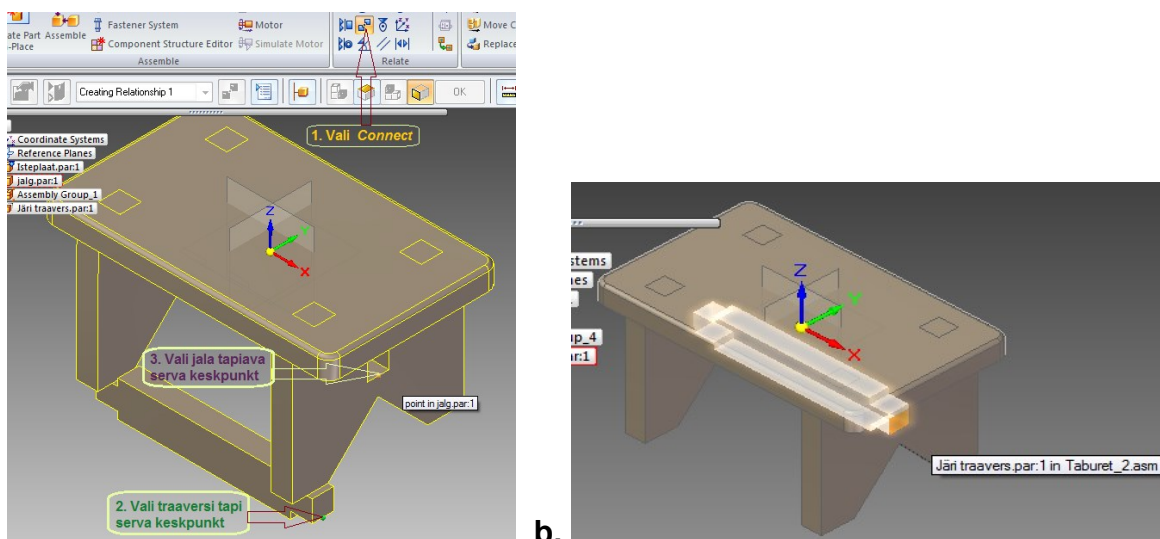 Fastener System
Motor
ate Part Assemble
-Place
Component Structure Editor
Simulate Motor
Move C
Replace
Assemble
Relate
Creating Relationship 1
OK
1. Vali Connect
Coordinate Systems
Reference Planes
Isteplaat.par:1
jalg.par:1
Assembly Group_1
Järi traavers.par:1
Z
Y
X
3. Vali jala tapiava
serva keskpunkt
point in jalg.par:1
2. Vali traaversi tapi
serva keskpunkt
b.
stems
nes
up_4
ar:1
Z
Y
X
Järi traavers.par:1 in Taburet_2.asm